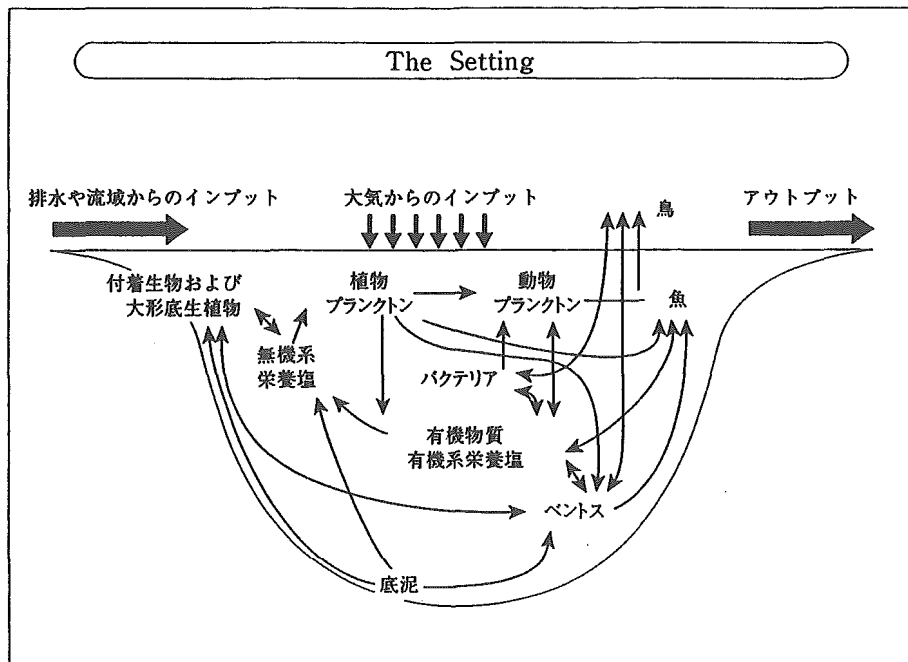 The Setting
排水や流域からのインプット
大気からのインプット
鳥
アウトプット
付着生物および
大形底生植物
植物
プランクトン
動物
プランクトン
魚
無機系
栄養塩
バクテリア
有機物質
有機系栄養塩
ベントス
底泥